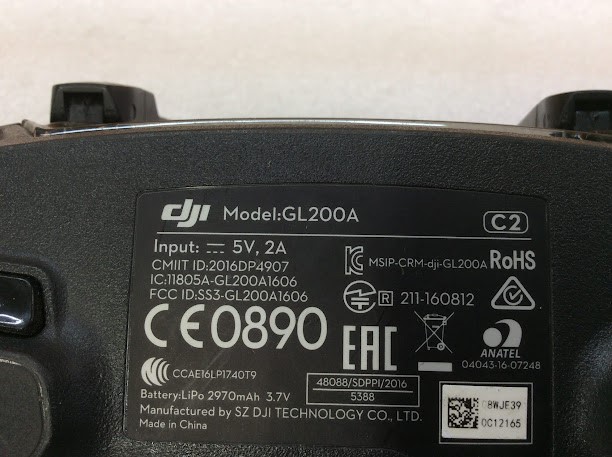 dji Model:GL200A C2
Input: ⎓ 5V, 2A
CMIIT ID:2016DP4907
IC:11805A-GL200A1606
FCC ID:SS3-GL200A1606
MSIP-CRM-dji-GL200A RoHS
R 211-160812
CE0890
EAC
ANATEL
04043-16-07248
CCAE16LP1740T9
48088/SDPPI/2016
5388
Battery:LiPo 2970mAh 3.7V
Manufactured by SZ DJI TECHNOLOGY CO., LTD.
Made in China
08WJE39
0C12165